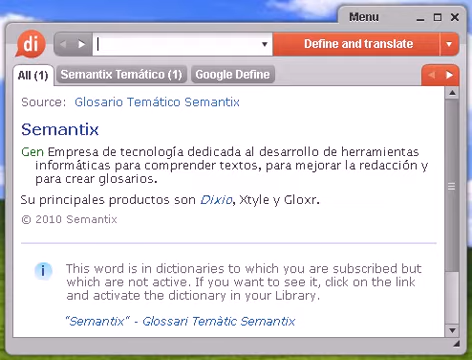 Menu
di
Define and translate
All (1)
Semantix Temático (1)
Google Define
Source: Glosario Temático Semantix
Semantix
Gen Empresa de tecnología dedicada al desarrollo de herramientas
informáticas para comprender textos, para mejorar la redacción y
para crear glosarios.
Su principales producton son Dixio, Xtyle y Gloxr.
© 2010 Semantix
This word is in dictionaries to which you are subscribed but
which are not active. If you want to see it, click on the link
and activate the dictionary in your Library.
"Semantix" - Glossari Temàtic Semantix